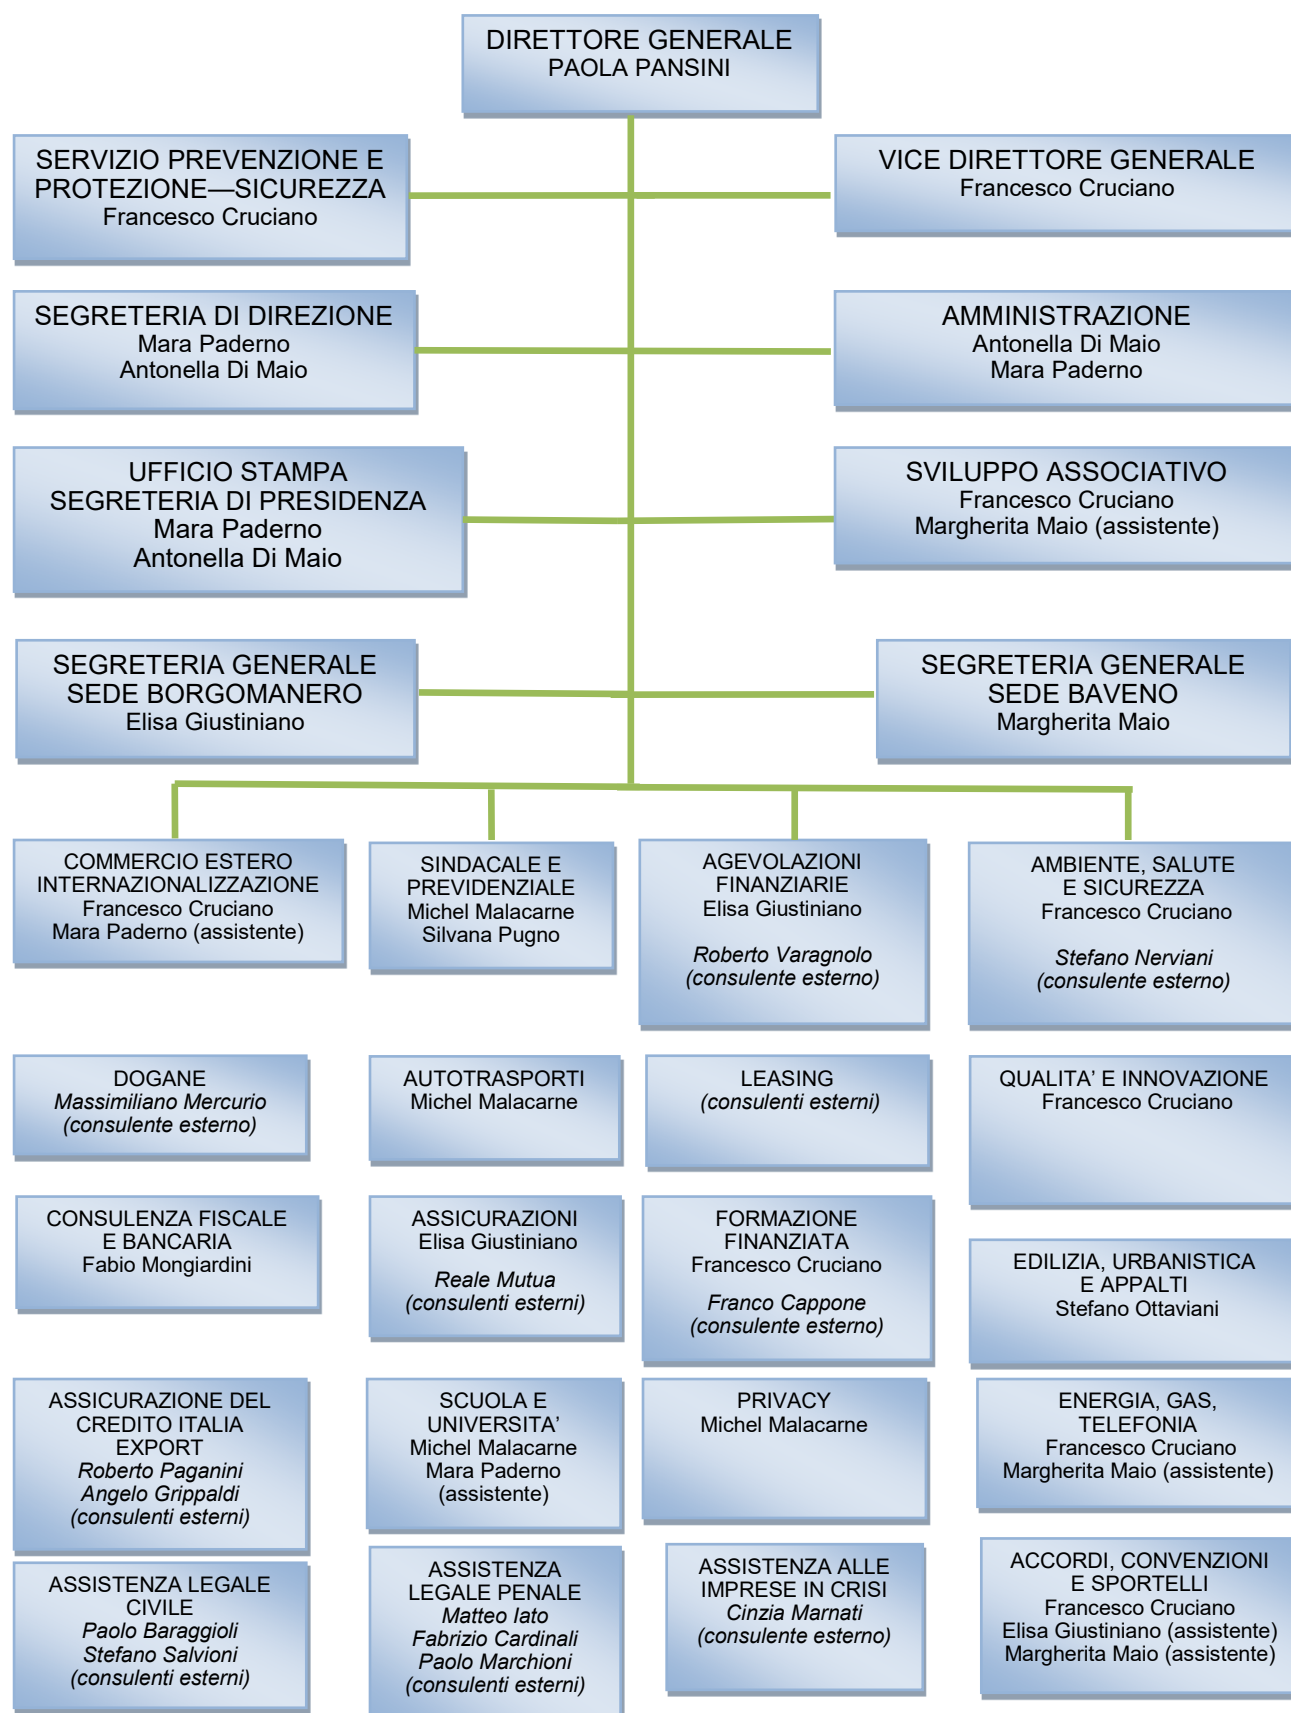 DIRETTORE GENERALE
PAOLA PANSINI
SERVIZIO PREVENZIONE E
PROTEZIONE—SICUREZZA
Francesco Cruciano
VICE DIRETTORE GENERALE
Francesco Cruciano
SEGRETERIA DI DIREZIONE
Mara Paderno
Antonella Di Maio
AMMINISTRAZIONE
Antonella Di Maio
Mara Paderno
UFFICIO STAMPA
SEGRETERIA DI PRESIDENZA
Mara Paderno
Antonella Di Maio
SVILUPPO ASSOCIATIVO
Francesco Cruciano
Margherita Maio (assistente)
SEGRETERIA GENERALE
SEDE BORGOMANERO
Elisa Giustiniano
SEGRETERIA GENERALE
SEDE BAVENO
Margherita Maio
COMMERCIO ESTERO
INTERNAZIONALIZZAZIONE
Francesco Cruciano
Mara Paderno (assistente)
SINDACALE E
PREVIDENZIALE
Michel Malacarne
Silvana Pugno
AGEVOLAZIONI
FINANZIARIE
Elisa Giustiniano
Roberto Varagnolo
(consulente esterno)
AMBIENTE, SALUTE
E SICUREZZA
Francesco Cruciano
Stefano Nerviani
(consulente esterno)
DOGANE
Massimiliano Mercurio
(consulente esterno)
AUTOTRASPORTI
Michel Malacarne
LEASING
(consulenti esterni)
QUALITA’ E INNOVAZIONE
Francesco Cruciano
CONSULENZA FISCALE
E BANCARIA
Fabio Mongiardini
ASSICURAZIONI
Elisa Giustiniano
Reale Mutua
(consulenti esterni)
FORMAZIONE
FINANZIATA
Francesco Cruciano
Franco Cappone
(consulente esterno)
EDILIZIA, URBANISTICA
E APPALTI
Stefano Ottaviani
ASSICURAZIONE DEL
CREDITO ITALIA
EXPORT
Roberto Paganini
Angelo Grippaldi
(consulenti esterni)
SCUOLA E
UNIVERSITA’
Michel Malacarne
Mara Paderno
(assistente)
PRIVACY
Michel Malacarne
ENERGIA, GAS,
TELEFONIA
Francesco Cruciano
Margherita Maio (assistente)
ASSISTENZA LEGALE
CIVILE
Paolo Baraggioli
Stefano Salvioni
(consulenti esterni)
ASSISTENZA
LEGALE PENALE
Matteo Iato
Fabrizio Cardinali
Paolo Marchioni
(consulenti esterni)
ASSISTENZA ALLE
IMPRESE IN CRISI
Cinzia Marnati
(consulente esterno)
ACCORDI, CONVENZIONI
E SPORTELLI
Francesco Cruciano
Elisa Giustiniano (assistente)
Margherita Maio (assistente)